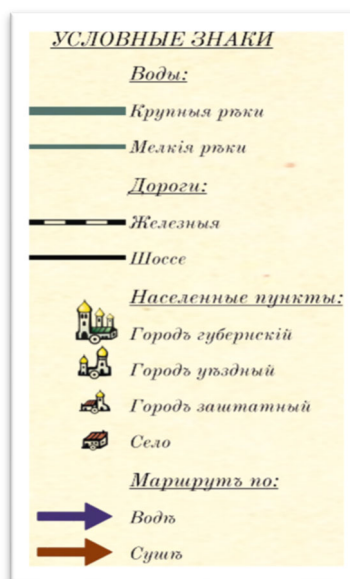 УСЛОВНЫЕ ЗНАКИ
Воды:
Крупныя рѣки
Мелкія рѣки
Дороги:
Желѣзныя
Шоссе
Населенные пункты:
Городъ губернскій
Городъ уѣздный
Городъ заштатный
Село
Маршрутъ по:
Водѣ
Сушѣ